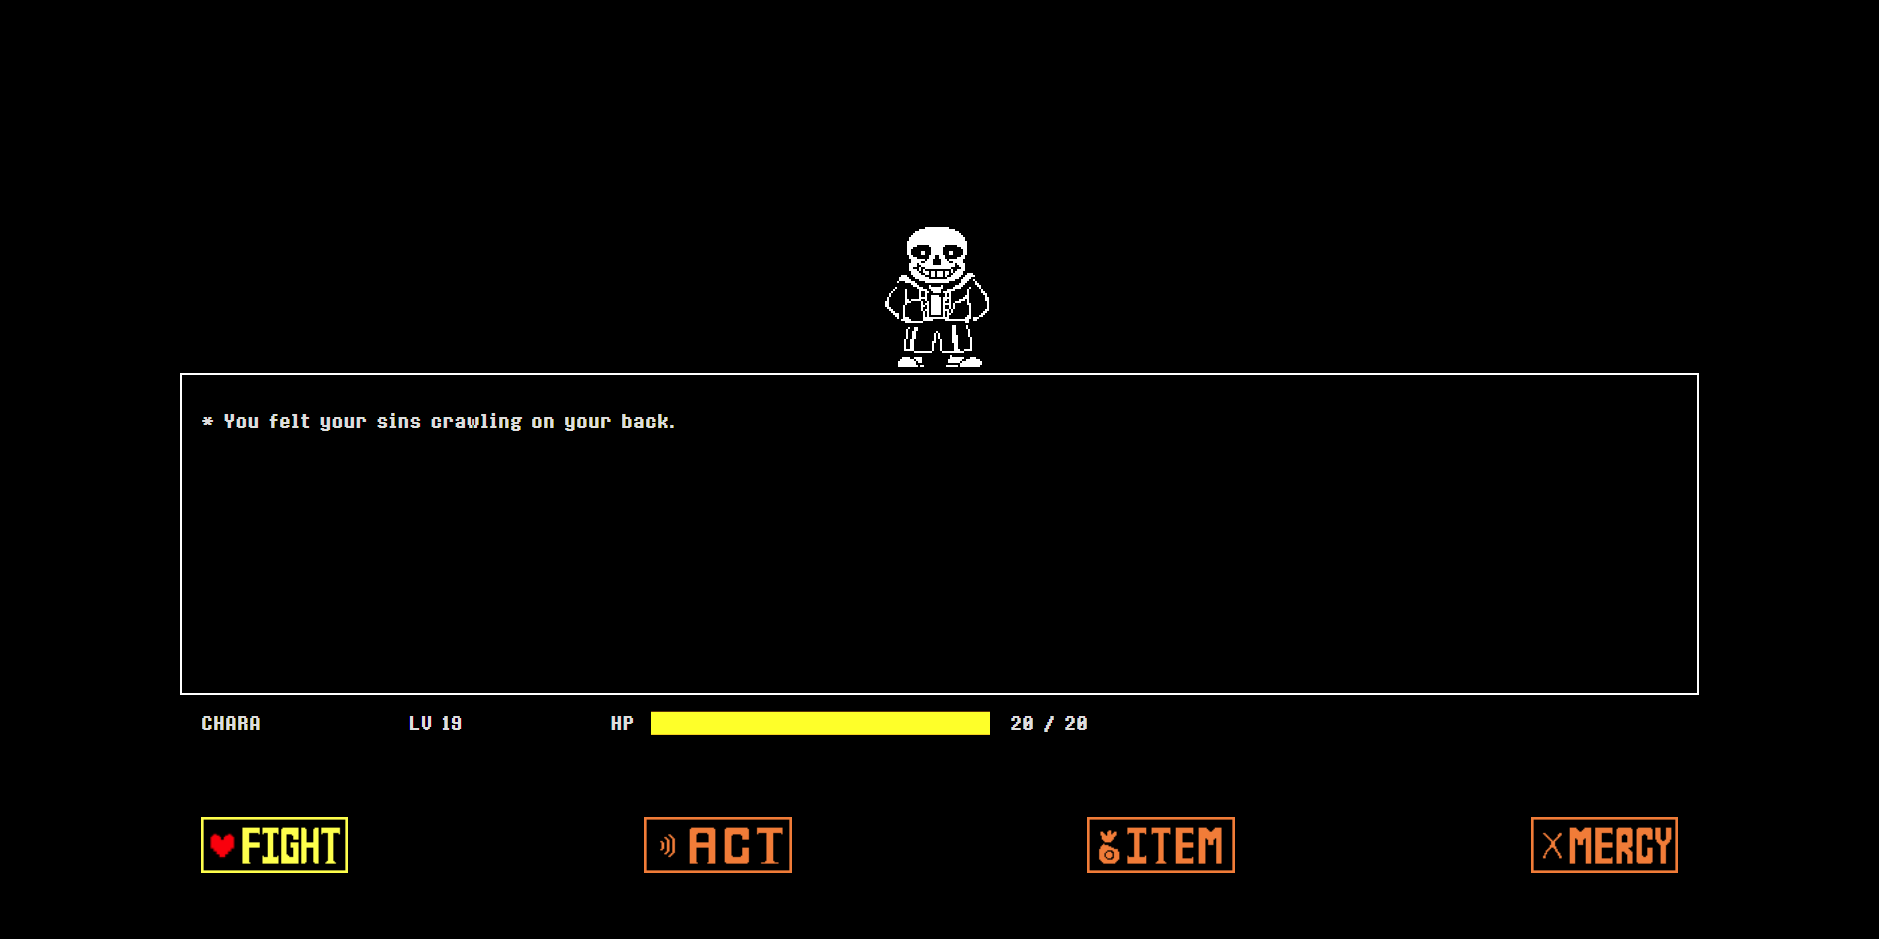 * You felt your sins crawling on your back.
CHARA LV 19 HP 20 / 20
FIGHT ACT ITEM MERCY